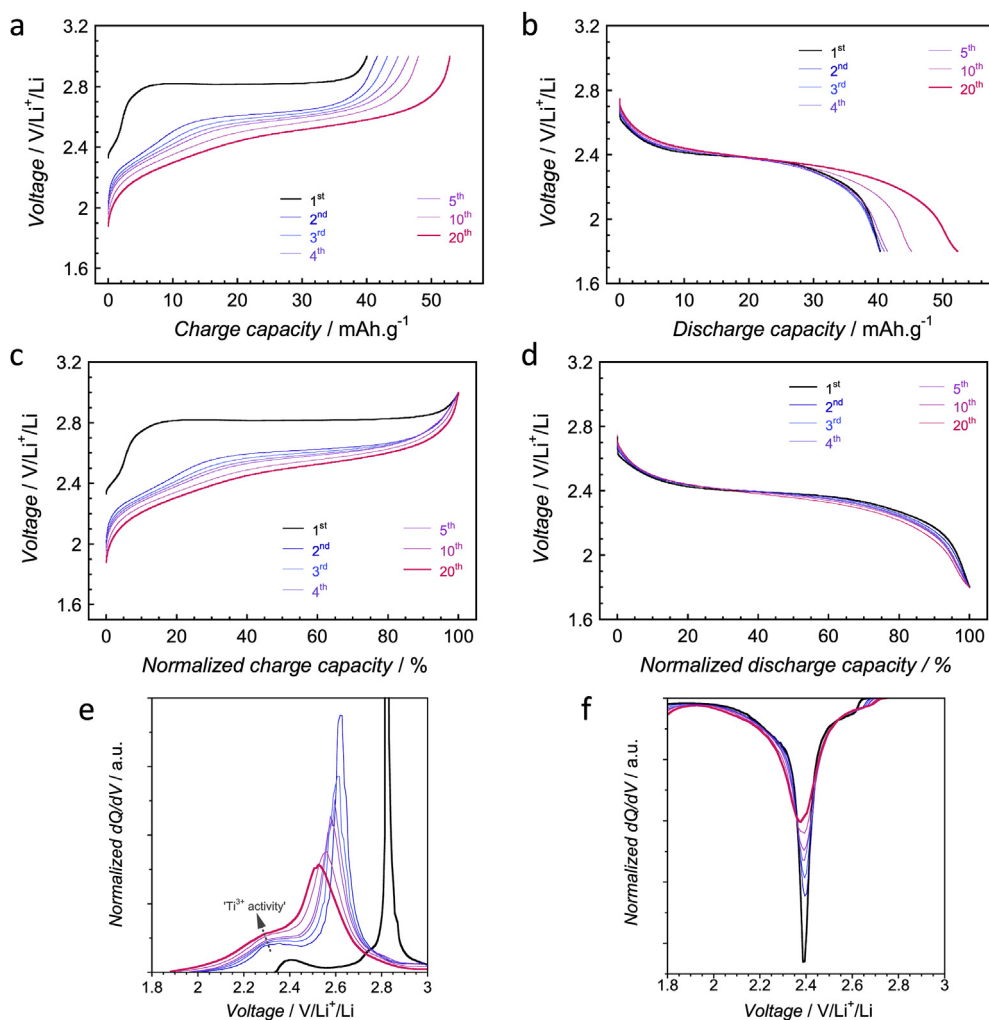 a
3.2
2.8
2.4
2
1.6
Voltage / V/Li⁺/Li
1ˢᵗ
2ⁿᵈ
3ʳᵈ
4ᵗʰ
5ᵗʰ
10ᵗʰ
20ᵗʰ
0 10 20 30 40 50
Charge capacity / mAh.g⁻¹
b
3.2
2.8
2.4
2
1.6
Voltage / V/Li⁺/Li
1ˢᵗ
2ⁿᵈ
3ʳᵈ
4ᵗʰ
5ᵗʰ
10ᵗʰ
20ᵗʰ
0 10 20 30 40 50
Discharge capacity / mAh.g⁻¹
c
3.2
2.8
2.4
2
1.6
Voltage / V/Li⁺/Li
1ˢᵗ
2ⁿᵈ
3ʳᵈ
4ᵗʰ
5ᵗʰ
10ᵗʰ
20ᵗʰ
0 20 40 60 80 100
Normalized charge capacity / %
d
3.2
2.8
2.4
2
1.6
Voltage / V/Li⁺/Li
1ˢᵗ
2ⁿᵈ
3ʳᵈ
4ᵗʰ
5ᵗʰ
10ᵗʰ
20ᵗʰ
0 20 40 60 80 100
Normalized discharge capacity / %
e
Normalized dQ/dV / a.u.
'Ti³⁺ activity'
1.8 2 2.2 2.4 2.6 2.8 3
Voltage / V/Li⁺/Li
f
Normalized dQ/dV / a.u.
1.8 2 2.2 2.4 2.6 2.8 3
Voltage / V/Li⁺/Li